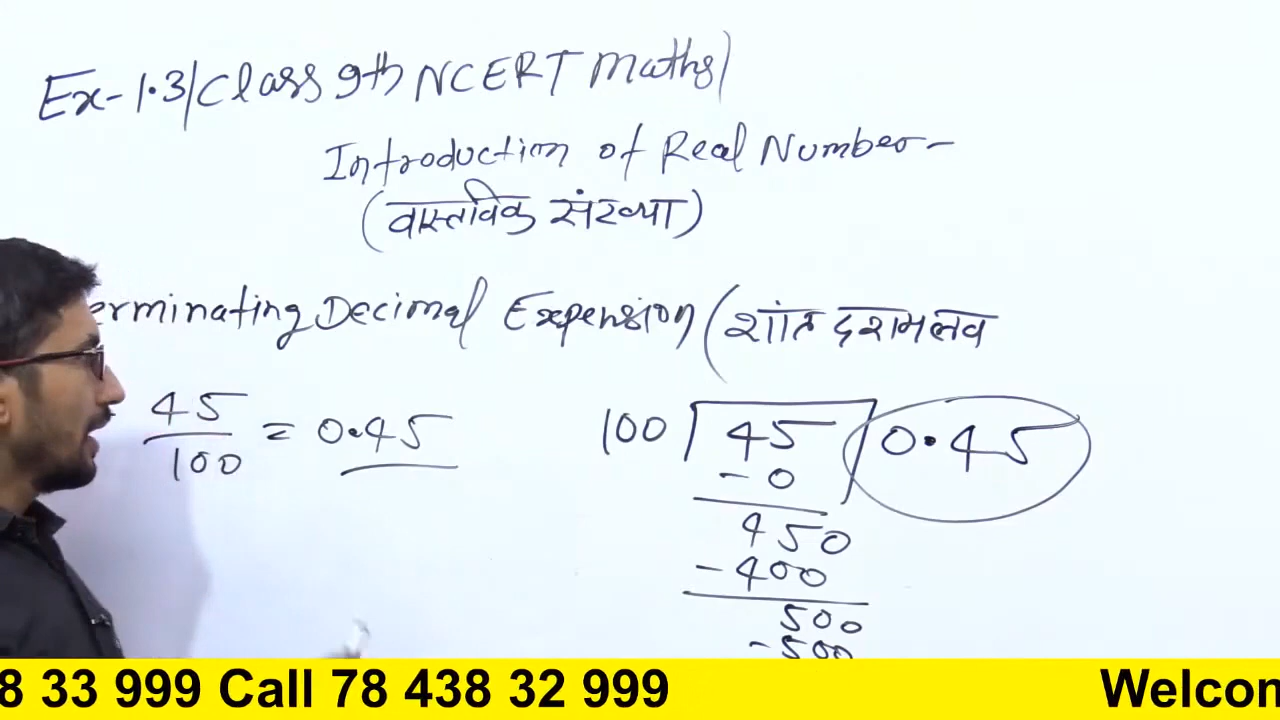 Ex-1.3/Class 9th NCERT Maths/
Introduction of Real Number-
(वास्तविक संख्या)
erminating Decimal Expension (शांत दशमलव
45
100
= 0.45
100 45 0.45
- 0
450
- 400
500
- 500
8 33 999 Call 78 438 32 999 Welcon